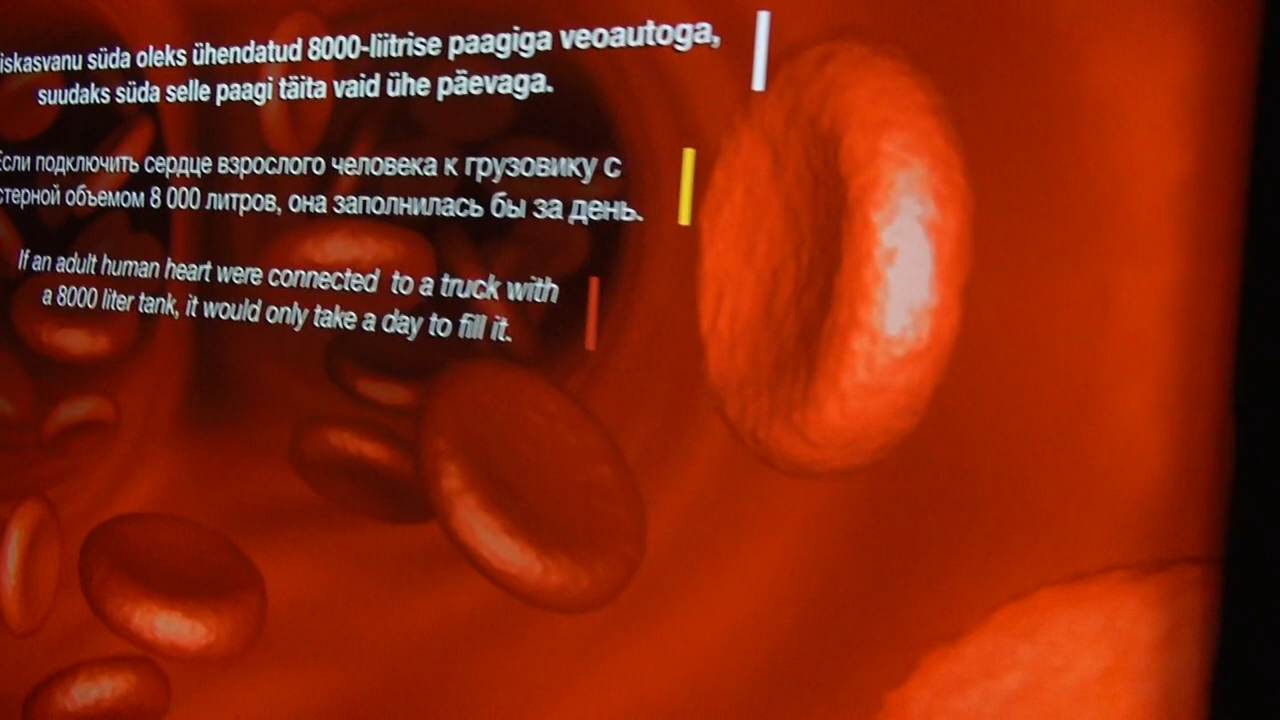 iskasvanu süda oleks ühendatud 8000-liitrise paagiga veoautoga,
suudaks süda selle paagi täita vaid ühe päevaga.
Если подключить сердце взрослого человека к грузовику с
стерной объемом 8 000 литров, она заполнилась бы за день.
If an adult human heart were connected to a truck with
a 8000 liter tank, it would only take a day to fill it.